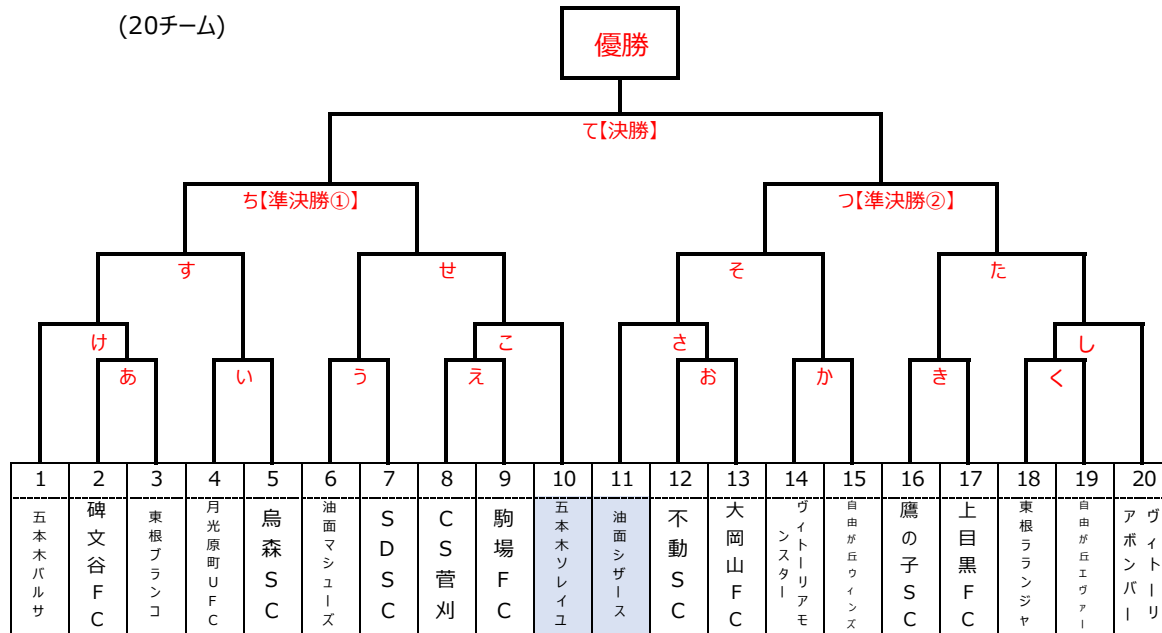 (20チーム)
優勝
て【決勝】
ち【準決勝①】
つ【準決勝②】
す
せ
そ
た
け
こ
さ
し
あ
い
う
え
お
か
き
く
1
2
3
4
5
6
7
8
9
10
11
12
13
14
15
16
17
18
19
20
五本木バルサ
碑文谷FC
東根ブランコ
月光原町UFC
烏森SC
油面マシューズ
SDSC
CS菅刈
駒場FC
五本木ソレイユ
油面シザース
不動SC
大岡山FC
ヴィトーリアモ
ンスター
自由が丘ウィンズ
鷹の子SC
上目黒FC
東根ラランジャ
自由が丘エヴァー
ヴィトーリ
アボンバー